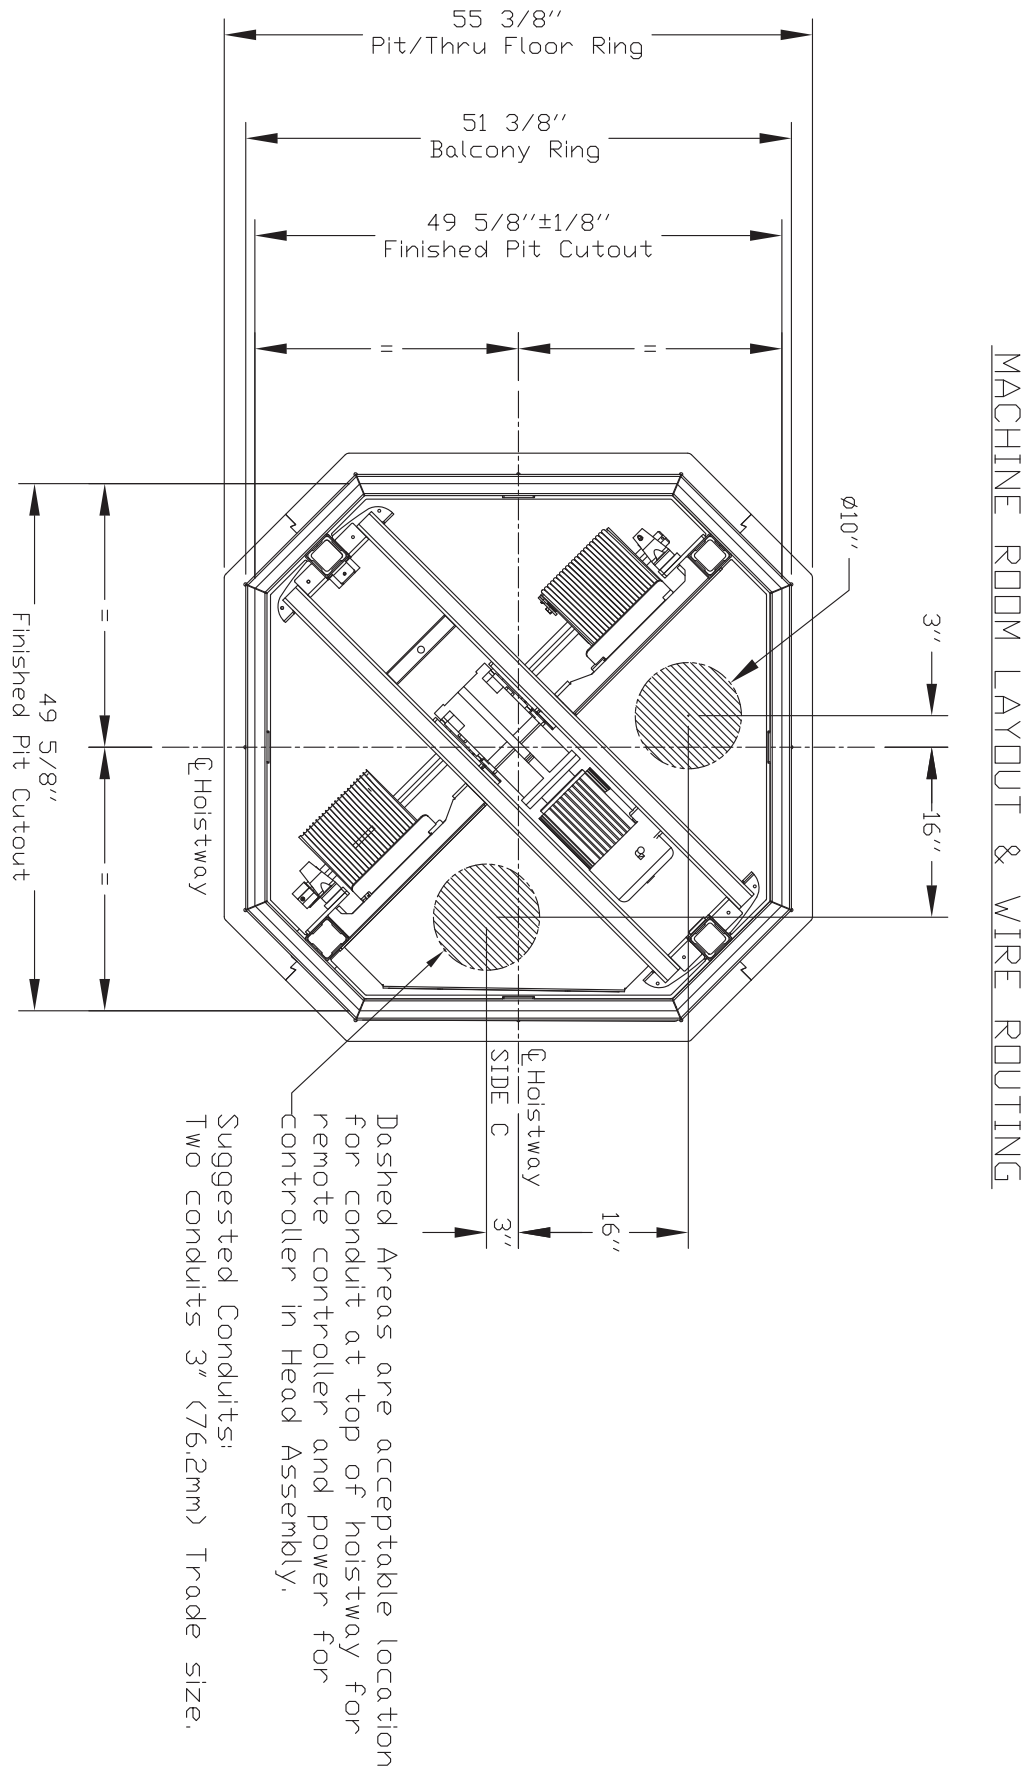 MACHINE ROOM LAYOUT & WIRE ROUTING
55 3/8''
Pit/Thru Floor Ring
51 3/8''
Balcony Ring
49 5/8''±1/8''
Finished Pit Cutout
=
=
Ø10''
3''
16''
=
=
49 5/8''
Finished Pit Cutout
℄ Hoistway
℄ Hoistway
SIDE C
16''
3''
Dashed Areas are acceptable location
for conduit at top of hoistway for
remote controller and power for
controller in Head Assembly.
Suggested Conduits:
Two conduits 3" (76.2mm) Trade size.